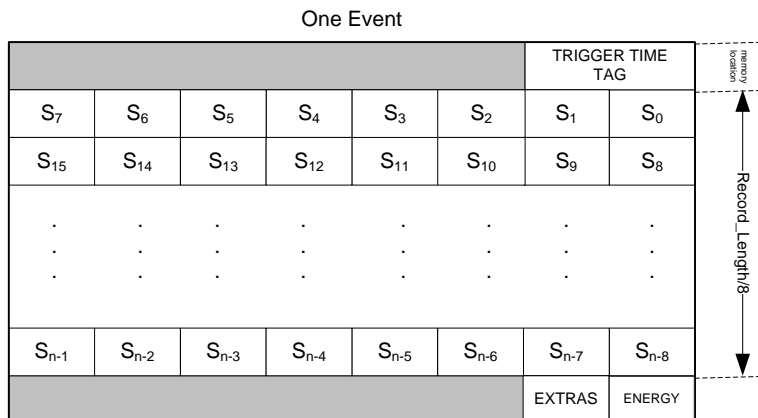 One Event
TRIGGER TIME
TAG
memory
location
S7 S6 S5 S4 S3 S2 S1 S0
S15 S14 S13 S12 S11 S10 S9 S8
. . . . . . . .
. . . . . . . .
. . . . . . . .
Record_Length/8
Sn-1 Sn-2 Sn-3 Sn-4 Sn-5 Sn-6 Sn-7 Sn-8
EXTRAS ENERGY